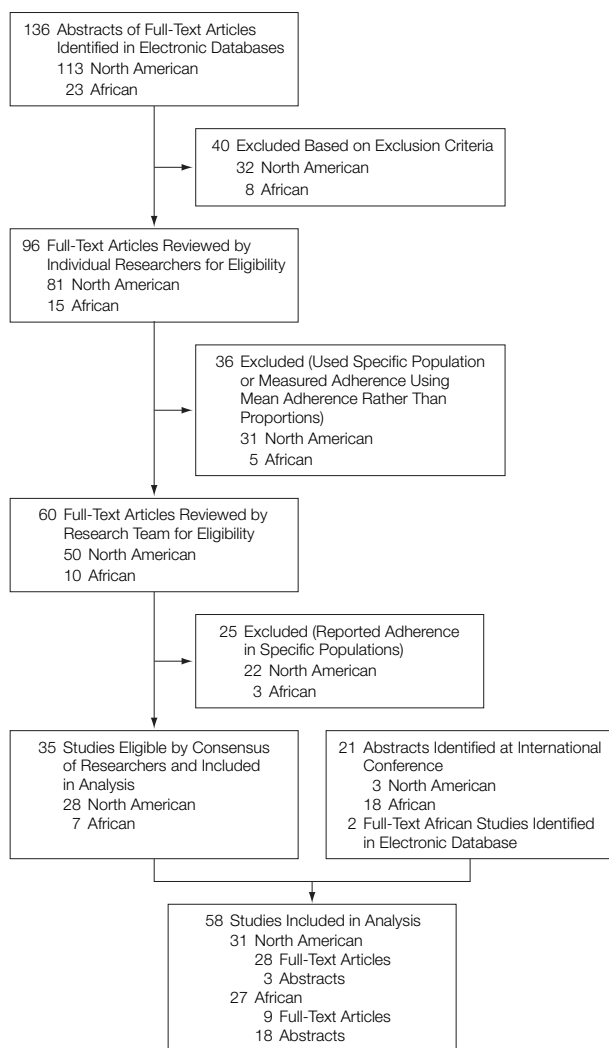 136 Abstracts of Full-Text Articles
Identified in Electronic Databases
113 North American
23 African
40 Excluded Based on Exclusion Criteria
32 North American
8 African
96 Full-Text Articles Reviewed by
Individual Researchers for Eligibility
81 North American
15 African
36 Excluded (Used Specific Population
or Measured Adherence Using
Mean Adherence Rather Than
Proportions)
31 North American
5 African
60 Full-Text Articles Reviewed by
Research Team for Eligibility
50 North American
10 African
25 Excluded (Reported Adherence
in Specific Populations)
22 North American
3 African
35 Studies Eligible by Consensus
of Researchers and Included
in Analysis
28 North American
7 African
21 Abstracts Identified at International
Conference
3 North American
18 African
2 Full-Text African Studies Identified
in Electronic Database
58 Studies Included in Analysis
31 North American
28 Full-Text Articles
3 Abstracts
27 African
9 Full-Text Articles
18 Abstracts